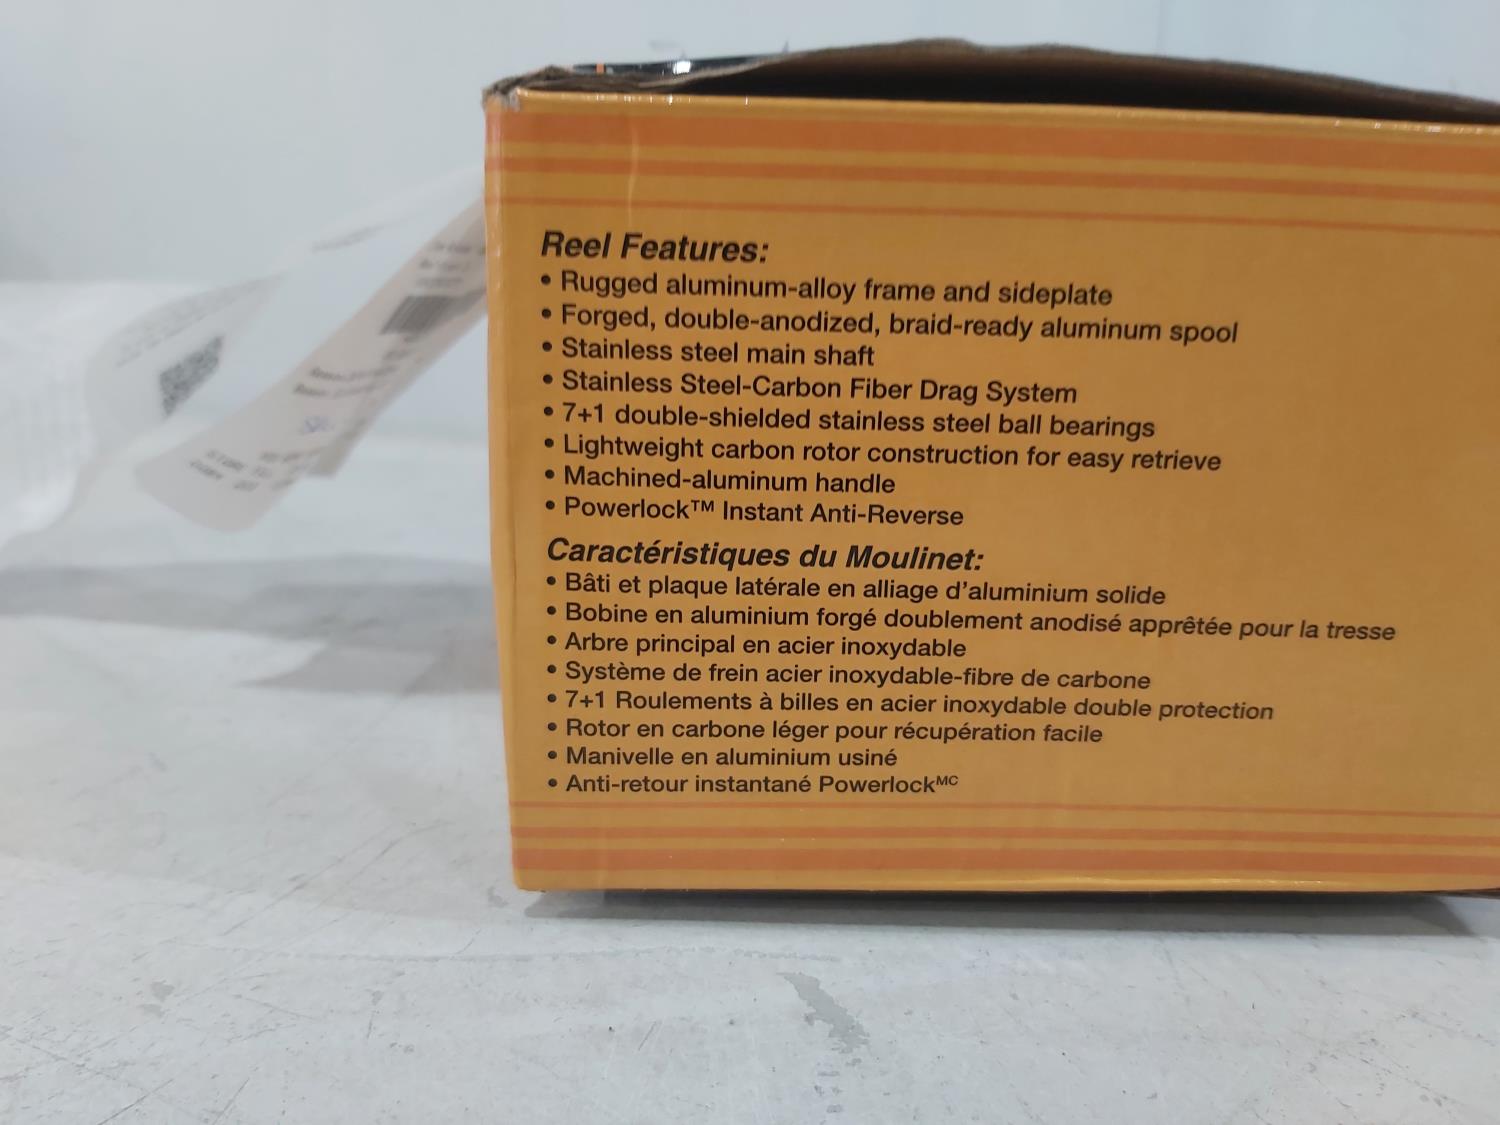 Reel Features:
• Rugged aluminum-alloy frame and sideplate
• Forged, double-anodized, braid-ready aluminum spool
• Stainless steel main shaft
• Stainless Steel-Carbon Fiber Drag System
• 7+1 double-shielded stainless steel ball bearings
• Lightweight carbon rotor construction for easy retrieve
• Machined-aluminum handle
• Powerlock™ Instant Anti-Reverse
Caractéristiques du Moulinet:
• Bâti et plaque latérale en alliage d'aluminium solide
• Bobine en aluminium forgé doublement anodisé apprêtée pour la tresse
• Arbre principal en acier inoxydable
• Système de frein acier inoxydable-fibre de carbone
• 7+1 Roulements à billes en acier inoxydable double protection
• Rotor en carbone léger pour récupération facile
• Manivelle en aluminium usiné
• Anti-retour instantané Powerlockᴹᶜ